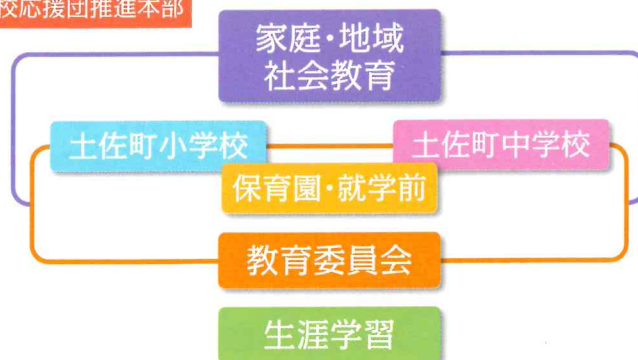 校応援団推進本部
家庭・地域
社会教育
土佐町小学校
土佐町中学校
保育園・就学前
教育委員会
生涯学習